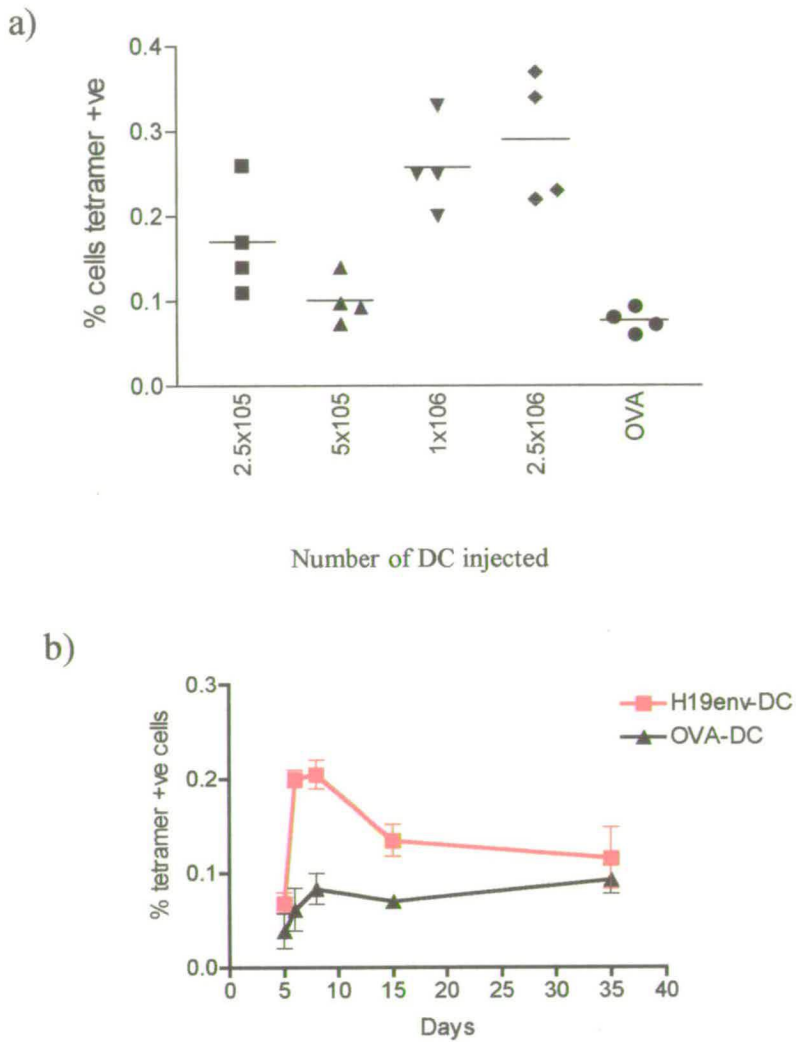 a)
% cells tetramer +ve
0.4
0.3
0.2
0.1
0.0
2.5x105
5x105
1x106
2.5x106
OVA
Number of DC injected
b)
% tetramer +ve cells
0.3
0.2
0.1
0.0
0 5 10 15 20 25 30 35 40
Days
H19env-DC
OVA-DC